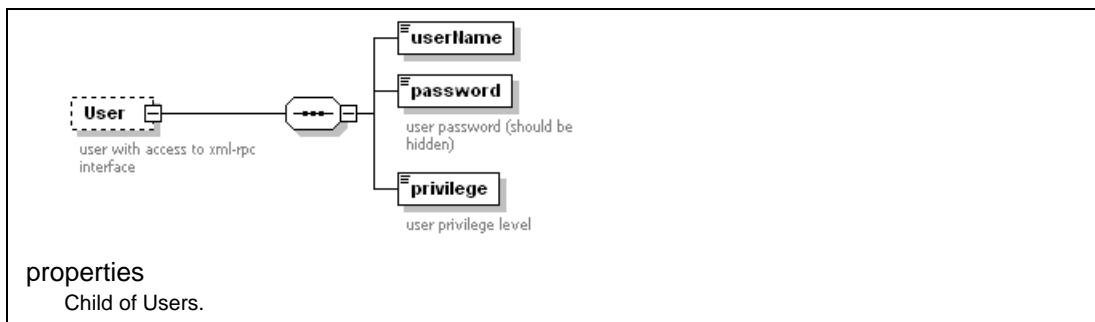 userName
password
user password (should be
hidden)
User
user with access to xml-rpc
interface
privilege
user privilege level
properties
Child of Users.